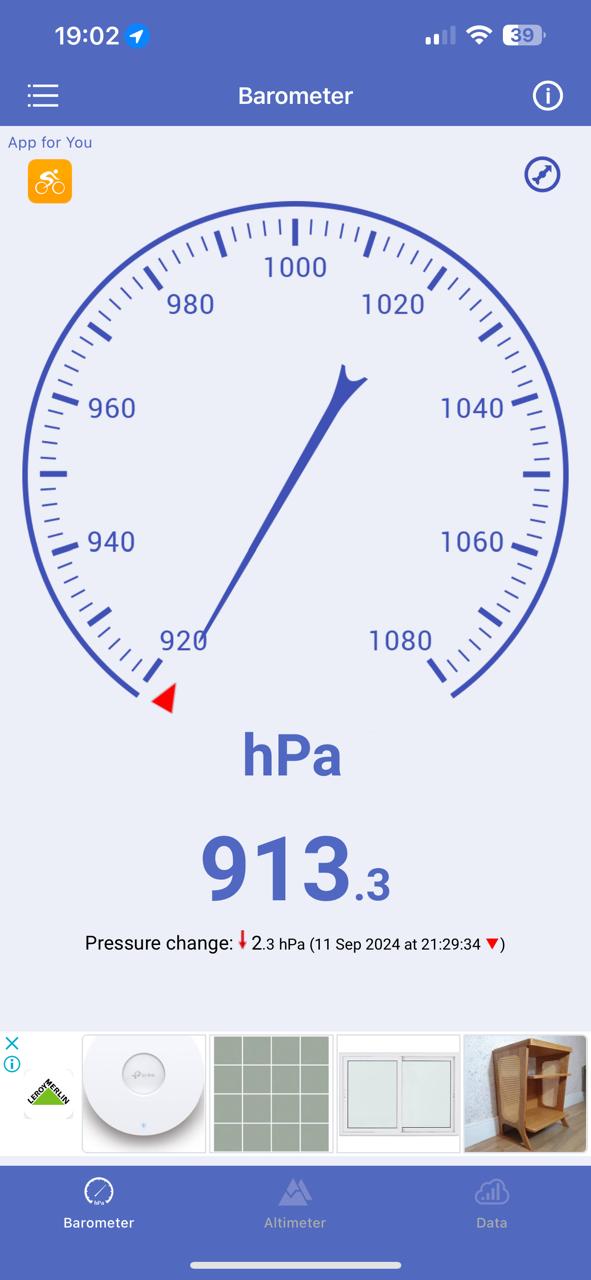 19:02
39
Barometer
App for You
1000
980
1020
960
1040
940
1060
920
1080
hPa
913.3
Pressure change: 2.3 hPa (11 Sep 2024 at 21:29:34 ▼)
LEROY MERLIN
tp-link
hPa
Barometer
Altimeter
Data